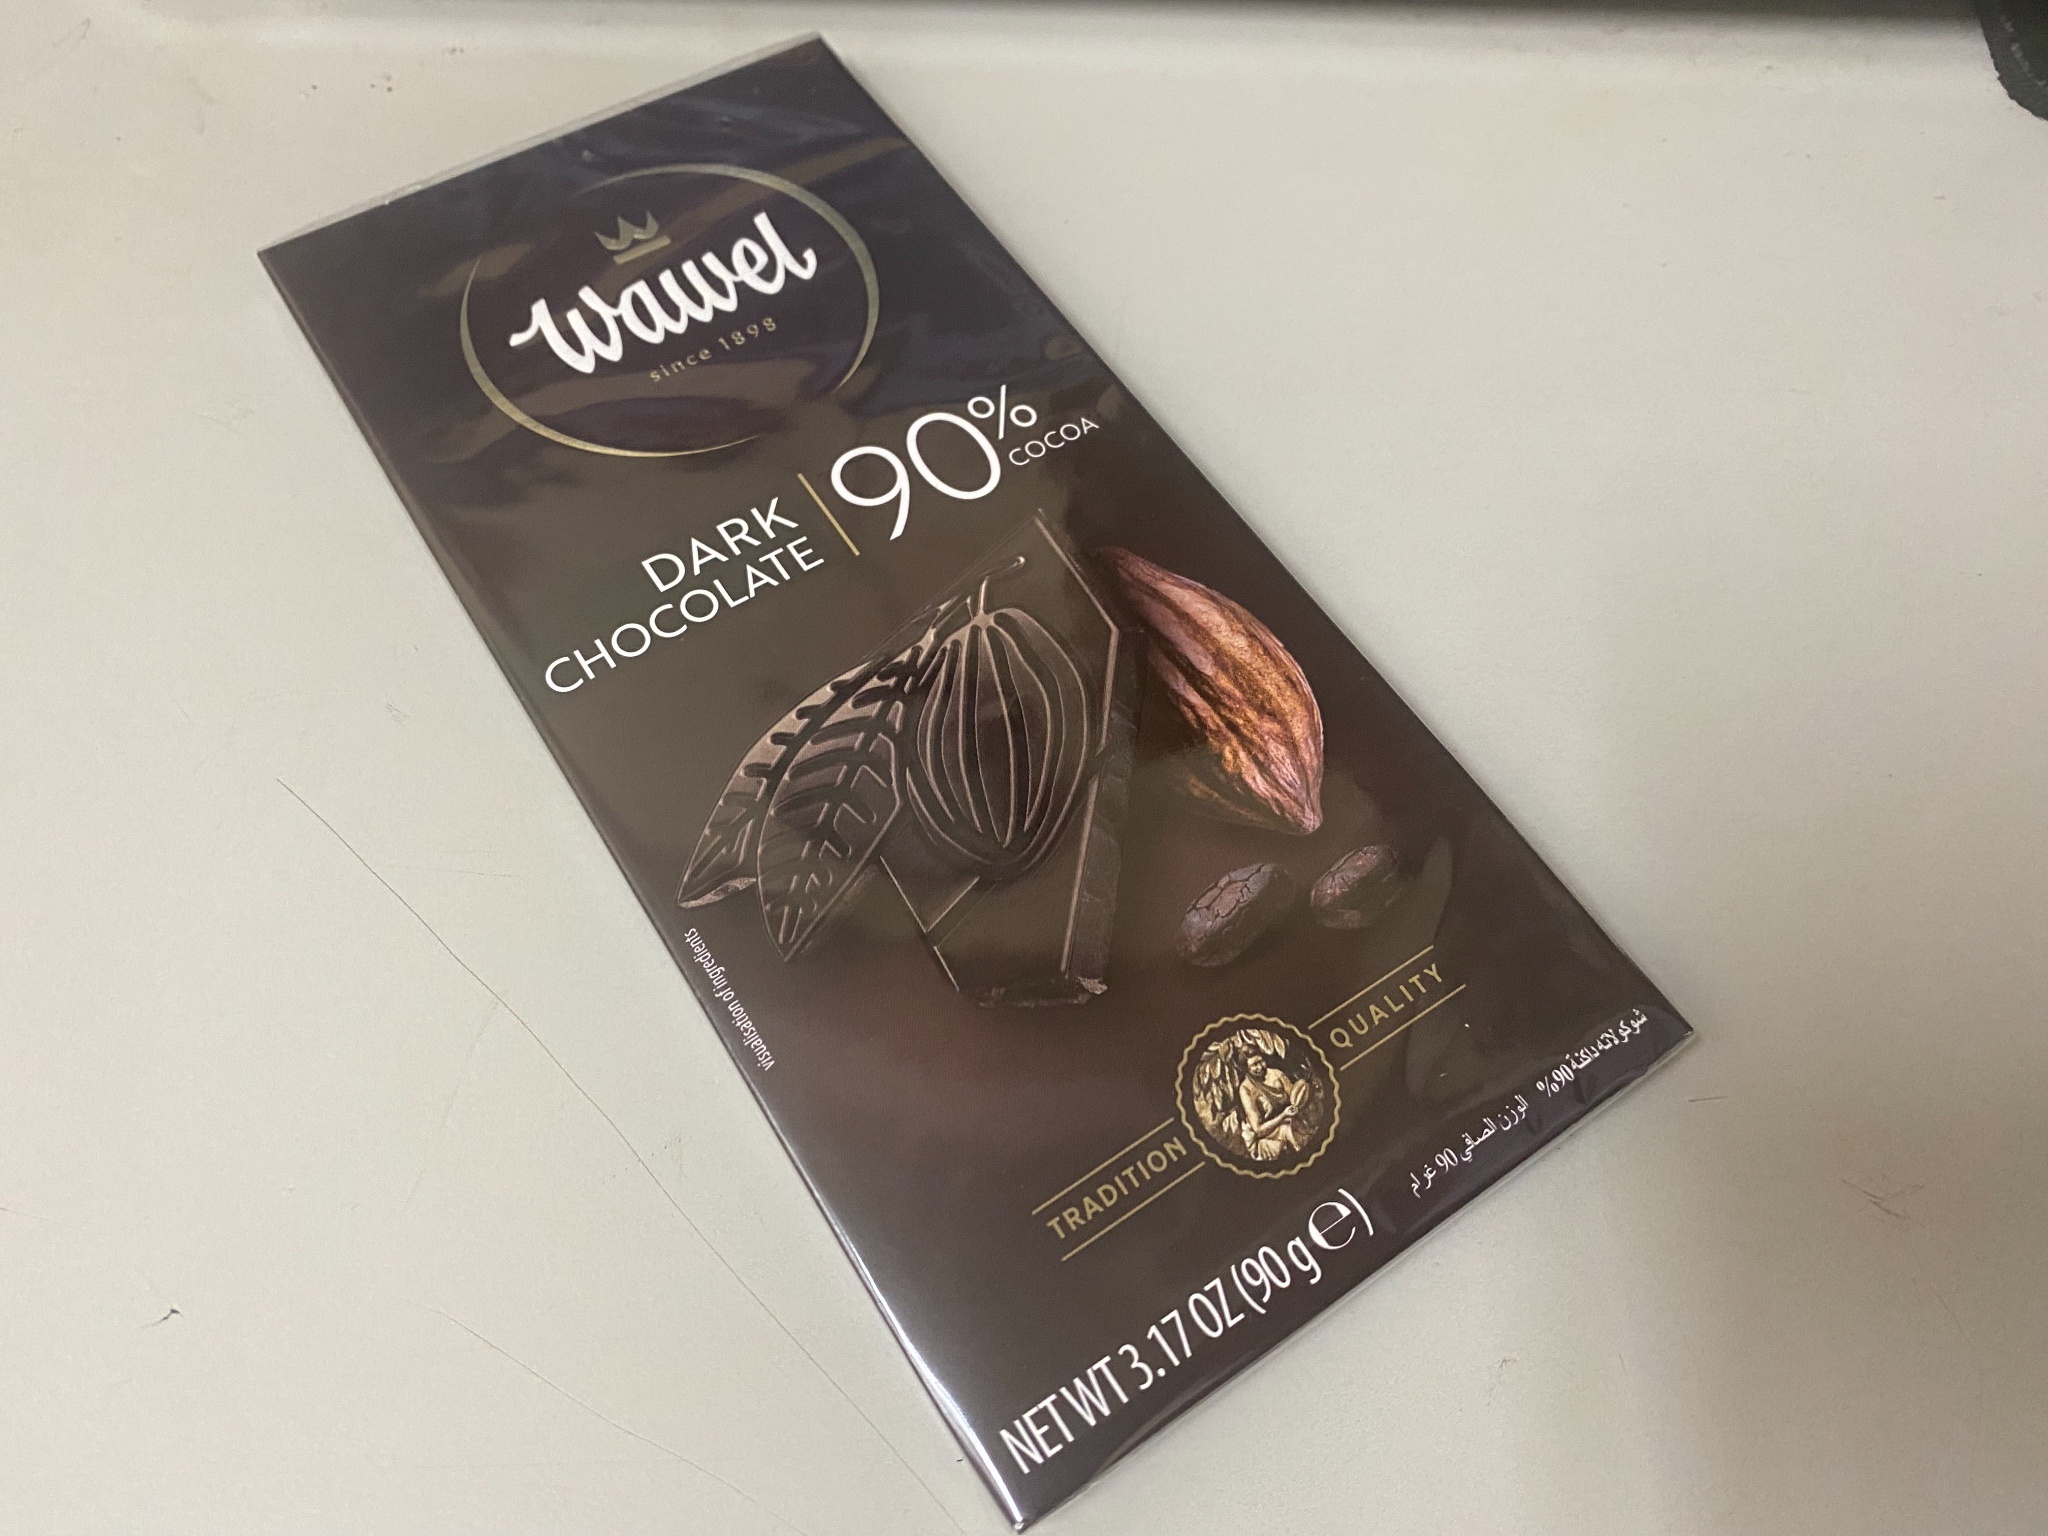 wawel
since 1898
DARK
CHOCOLATE
90%
COCOA
visualisation of ingredients
TRADITION QUALITY
شوكولاته داكنة 90%
الوزن الصافي 90 غرام
NET WT 3.17 OZ (90 g ℮)